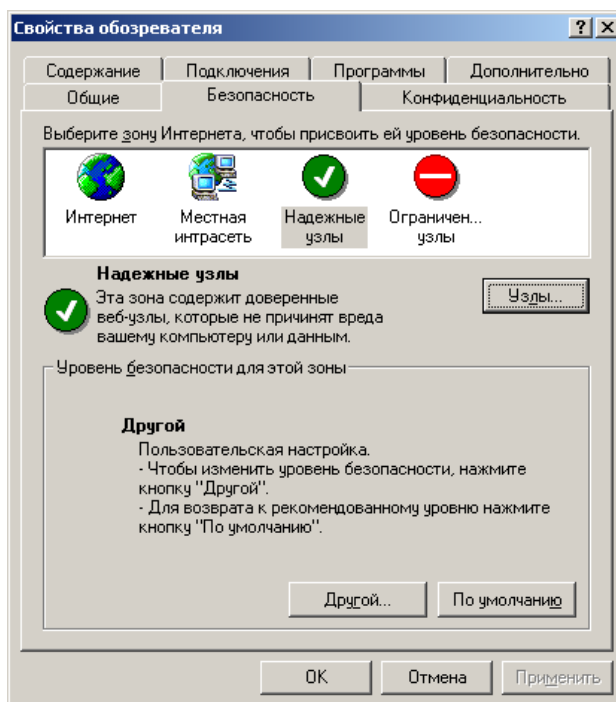 Свойства обозревателя
Содержание Подключения Программы Дополнительно
Общие Безопасность Конфиденциальность
Выберите зону Интернета, чтобы присвоить ей уровень безопасности.
Интернет Местная интрасеть Надежные узлы Ограничен... узлы
Надежные узлы
Эта зона содержит доверенные
веб-узлы, которые не причинят вреда
вашему компьютеру или данным.
Узлы...
Уровень безопасности для этой зоны
Другой
Пользовательская настройка.
- Чтобы изменить уровень безопасности, нажмите
кнопку "Другой".
- Для возврата к рекомендованному уровню нажмите
кнопку "По умолчанию".
Другой... По умолчанию
OK Отмена Применить